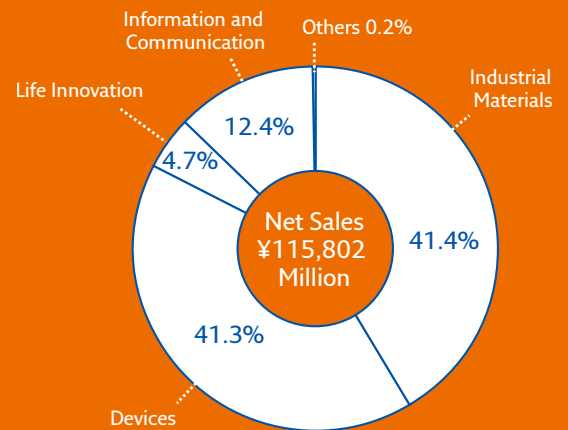 Information and
Communication
Others 0.2%
Industrial
Materials
Life Innovation
12.4%
4.7%
Net Sales
¥115,802
Million
41.4%
41.3%
Devices